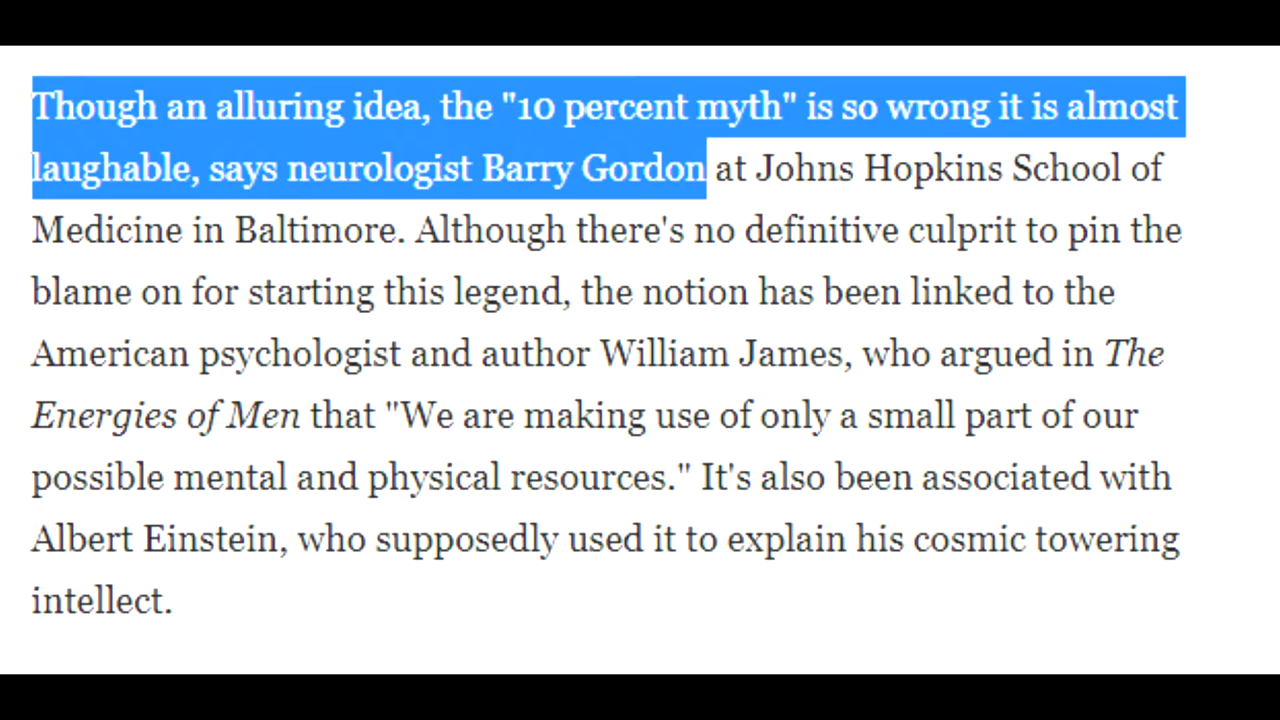 Though an alluring idea, the "10 percent myth" is so wrong it is almost
laughable, says neurologist Barry Gordon at Johns Hopkins School of
Medicine in Baltimore. Although there's no definitive culprit to pin the
blame on for starting this legend, the notion has been linked to the
American psychologist and author William James, who argued in The
Energies of Men that "We are making use of only a small part of our
possible mental and physical resources." It's also been associated with
Albert Einstein, who supposedly used it to explain his cosmic towering
intellect.